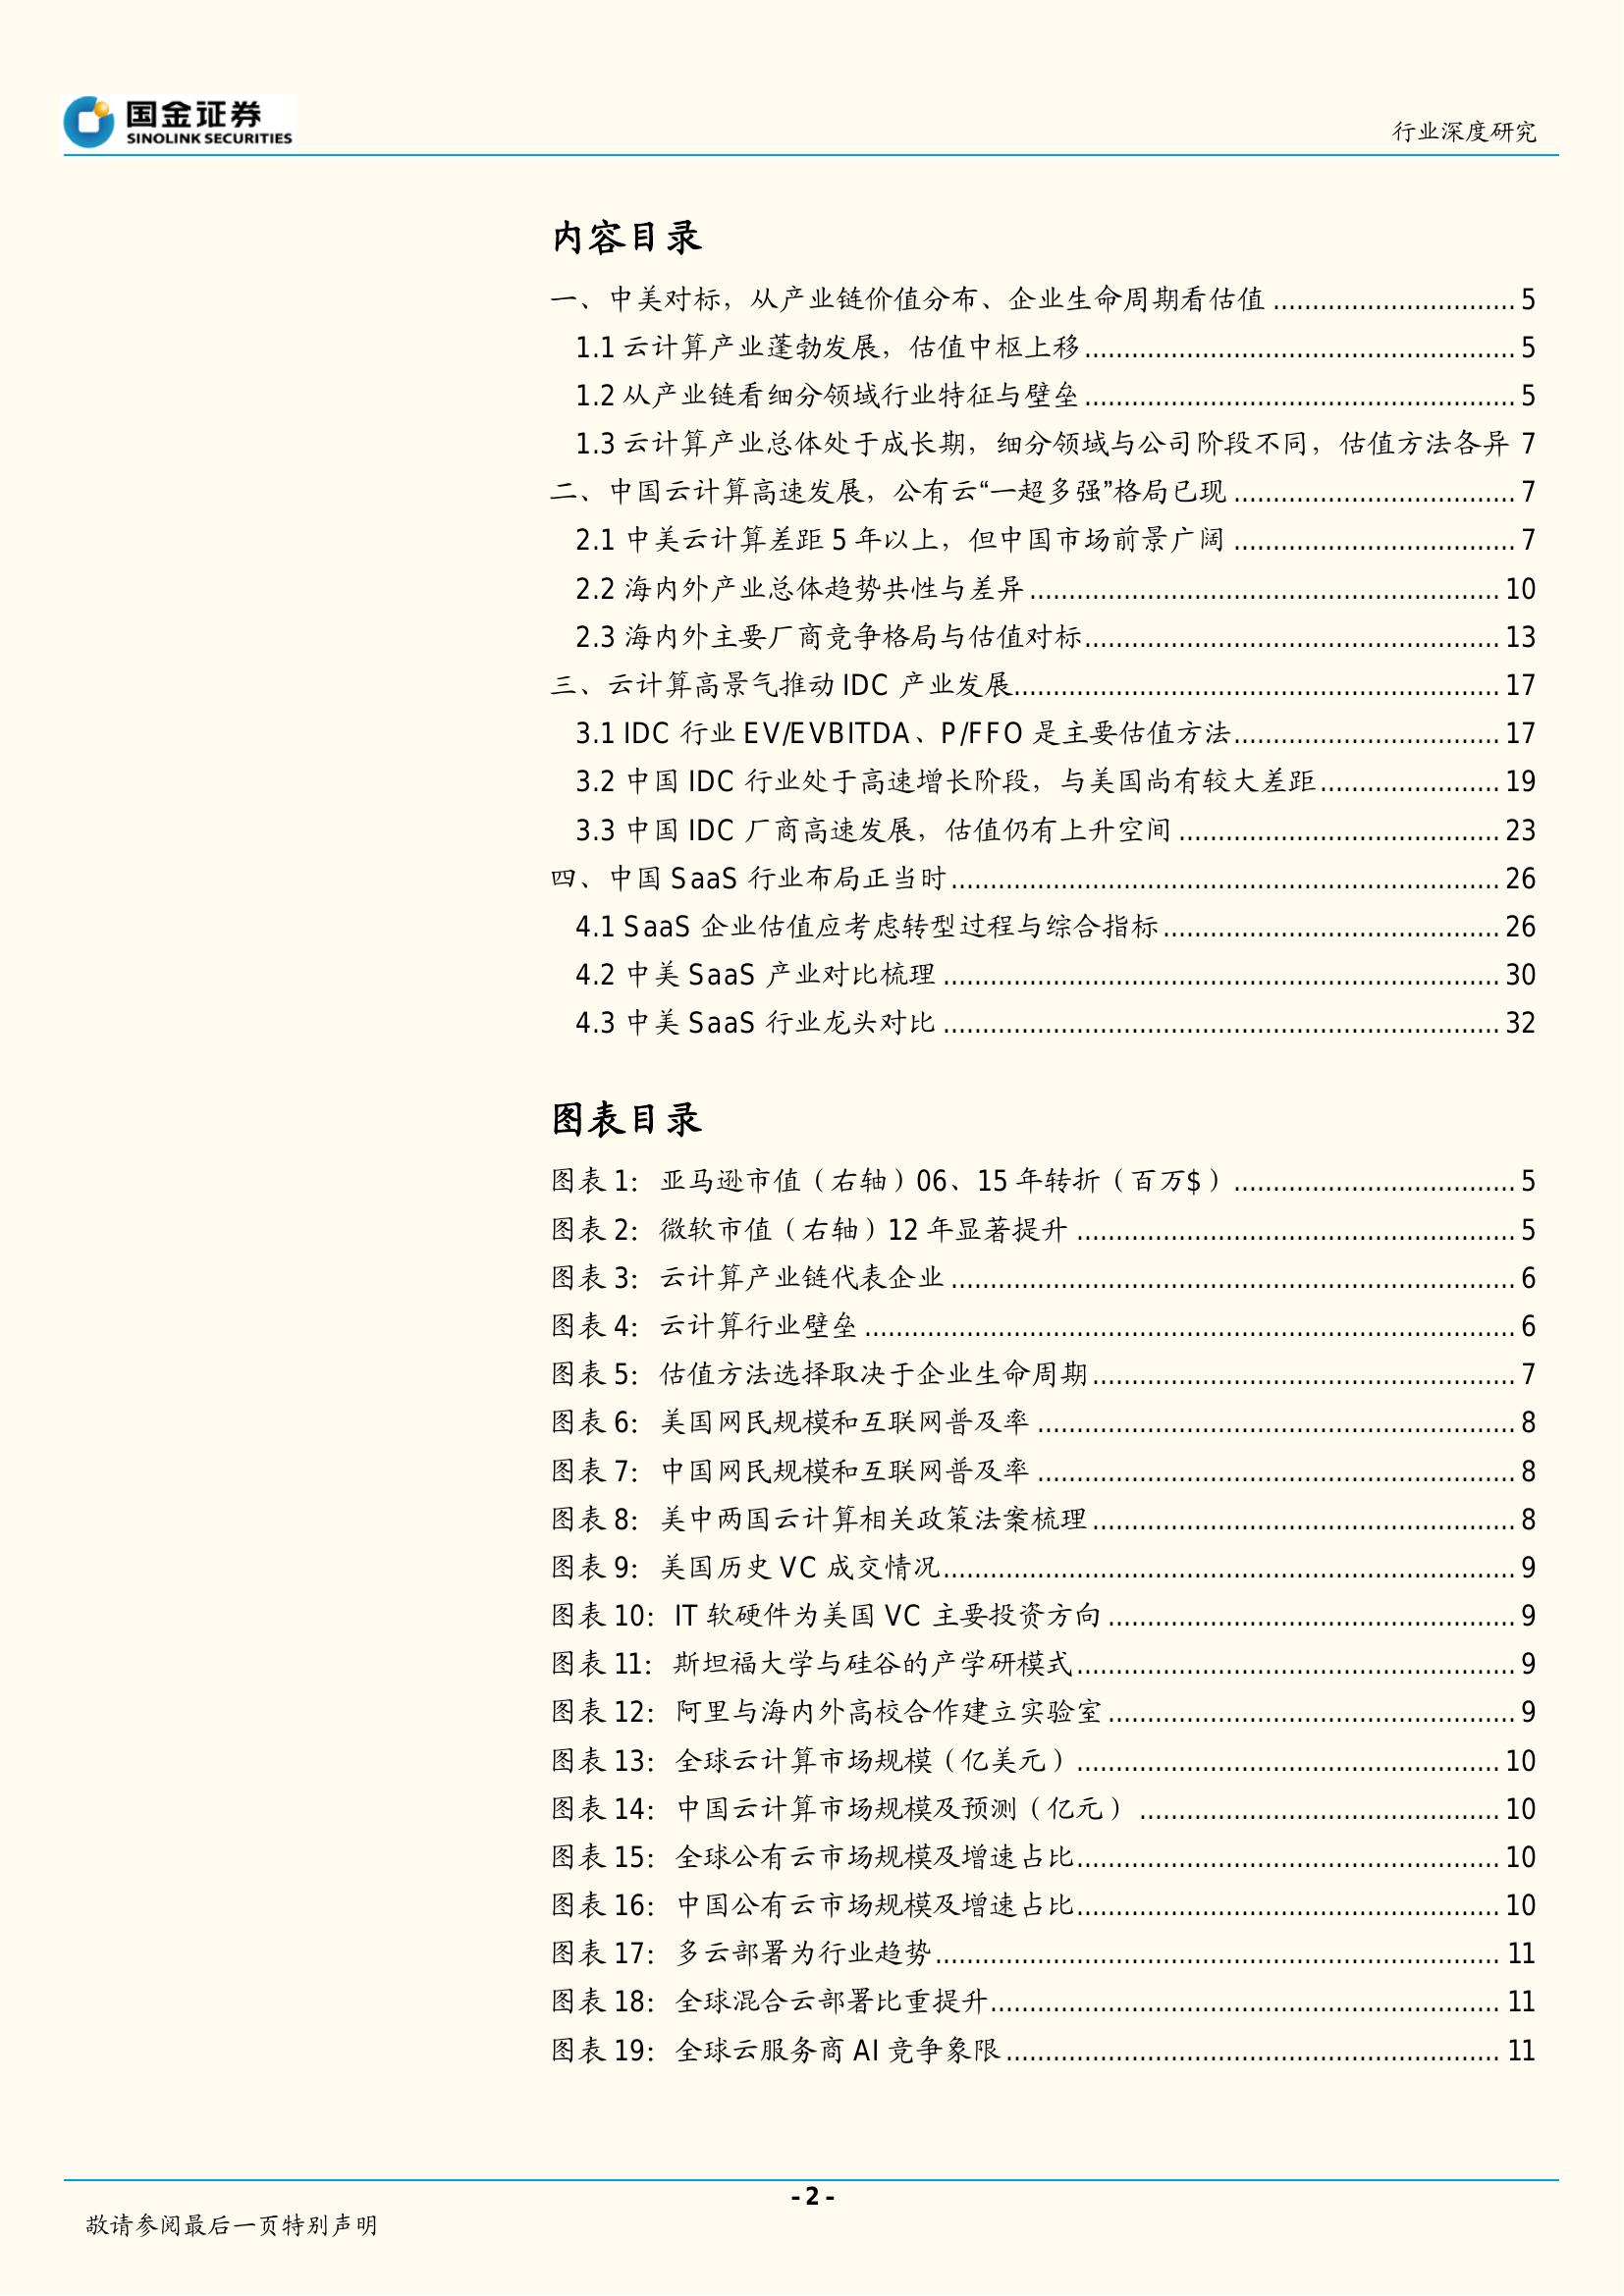 国金证券
SINOLINK SECURITIES
行业深度研究
内容目录
一、中美对标，从产业链价值分布、企业生命周期看估值 ............................... 5
1.1 云计算产业蓬勃发展，估值中枢上移....................................................... 5
1.2 从产业链看细分领域行业特征与壁垒....................................................... 5
1.3 云计算产业总体处于成长期，细分领域与公司阶段不同，估值方法各异 7
二、中国云计算高速发展，公有云“一超多强”格局已现 .................................... 7
2.1 中美云计算差距 5 年以上，但中国市场前景广阔 .................................... 7
2.2 海内外产业总体趋势共性与差异............................................................ 10
2.3 海内外主要厂商竞争格局与估值对标..................................................... 13
三、云计算高景气推动 IDC 产业发展.............................................................. 17
3.1 IDC 行业 EV/EVBITDA、P/FFO 是主要估值方法.................................. 17
3.2 中国 IDC 行业处于高速增长阶段，与美国尚有较大差距....................... 19
3.3 中国 IDC 厂商高速发展，估值仍有上升空间 ......................................... 23
四、中国 SaaS 行业布局正当时...................................................................... 26
4.1 SaaS 企业估值应考虑转型过程与综合指标........................................... 26
4.2 中美 SaaS 产业对比梳理 ....................................................................... 30
4.3 中美 SaaS 行业龙头对比 ....................................................................... 32
图表目录
图表 1：亚马逊市值（右轴）06、15 年转折（百万$）.................................... 5
图表 2：微软市值（右轴）12 年显著提升 ........................................................ 5
图表 3：云计算产业链代表企业 ........................................................................ 6
图表 4：云计算行业壁垒 ................................................................................... 6
图表 5：估值方法选择取决于企业生命周期...................................................... 7
图表 6：美国网民规模和互联网普及率 ............................................................. 8
图表 7：中国网民规模和互联网普及率 ............................................................. 8
图表 8：美中两国云计算相关政策法案梳理...................................................... 8
图表 9：美国历史 VC 成交情况......................................................................... 9
图表 10：IT 软硬件为美国 VC 主要投资方向 .................................................... 9
图表 11：斯坦福大学与硅谷的产学研模式........................................................ 9
图表 12：阿里与海内外高校合作建立实验室 .................................................... 9
图表 13：全球云计算市场规模（亿美元）...................................................... 10
图表 14：中国云计算市场规模及预测（亿元） .............................................. 10
图表 15：全球公有云市场规模及增速占比...................................................... 10
图表 16：中国公有云市场规模及增速占比...................................................... 10
图表 17：多云部署为行业趋势........................................................................ 11
图表 18：全球混合云部署比重提升................................................................. 11
图表 19：全球云服务商 AI 竞争象限............................................................... 11
- 2 -
敬请参阅最后一页特别声明